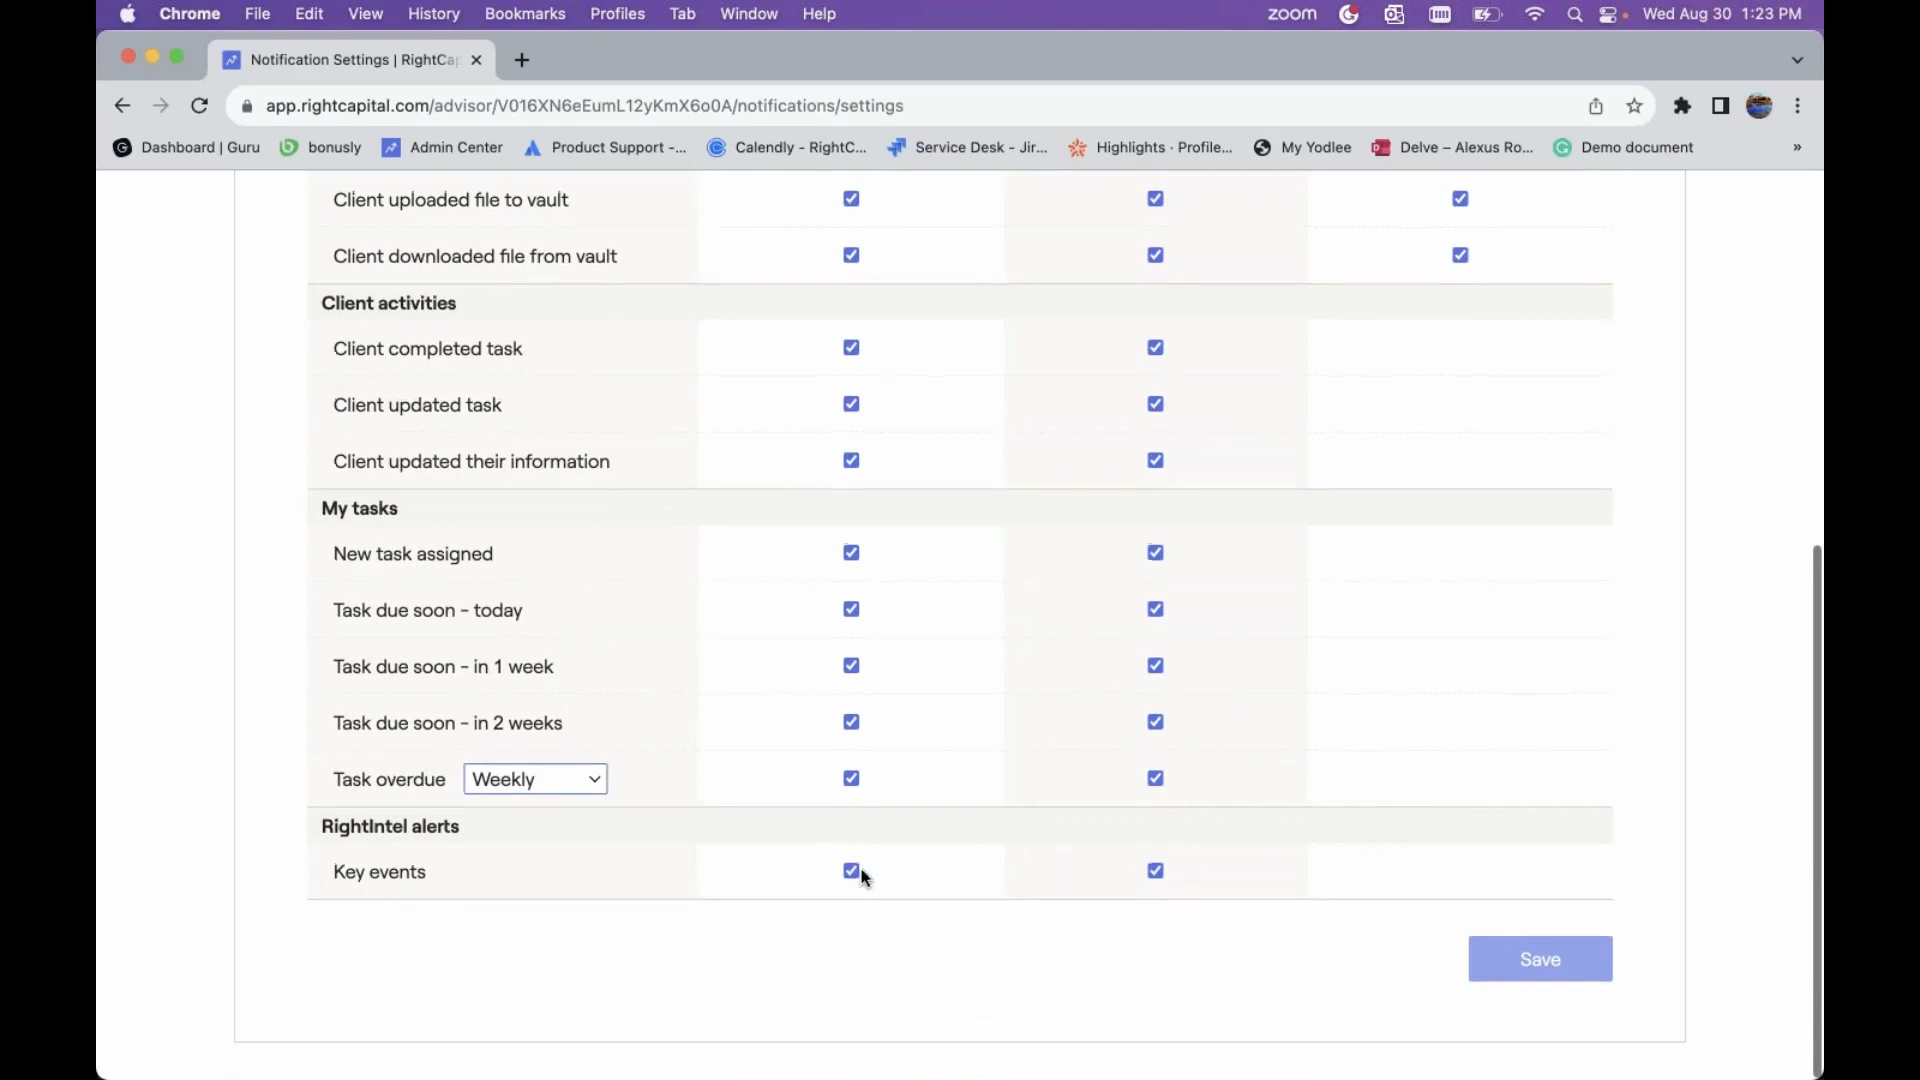 Chrome File Edit View History Bookmarks Profiles Tab Window Help zoom Wed Aug 30 1:23 PM
Notification Settings | RightCa
app.rightcapital.com/advisor/V016XN6eEumL12yKmX6o0A/notifications/settings
Dashboard | Guru bonusly Admin Center Product Support -... Calendly - RightC... Service Desk - Jir... Highlights · Profile... My Yodlee Delve – Alexus Ro... Demo document »
Client uploaded file to vault
Client downloaded file from vault
Client activities
Client completed task
Client updated task
Client updated their information
My tasks
New task assigned
Task due soon - today
Task due soon - in 1 week
Task due soon - in 2 weeks
Task overdue Weekly
RightIntel alerts
Key events
Save